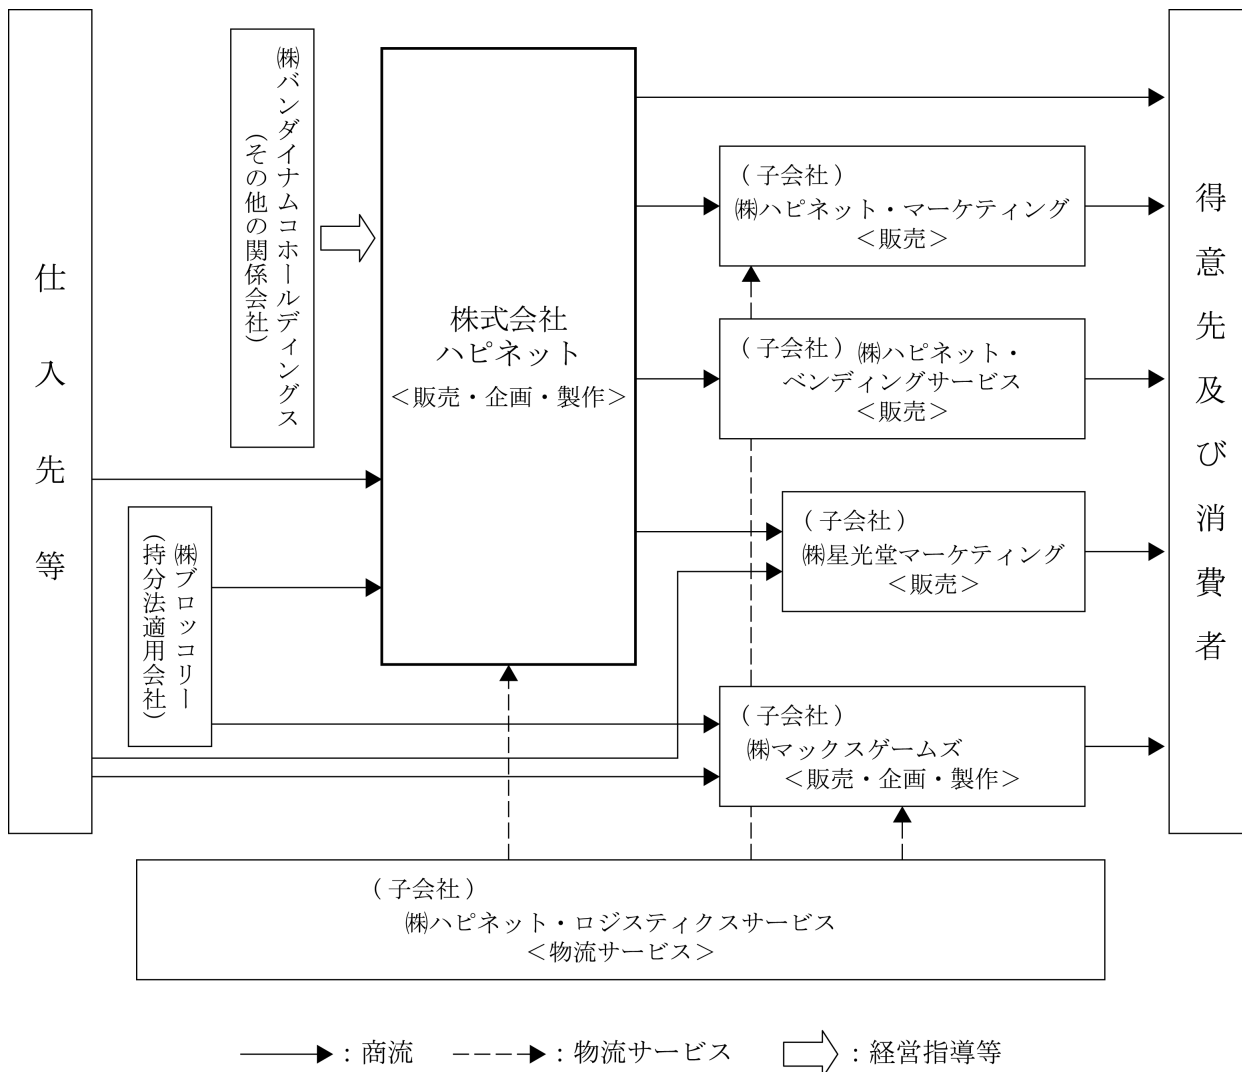 仕入先等
㈱バンダイナムコホールディングス
(その他の関係会社)
㈱ブロッコリー
(持分法適用会社)
株式会社
ハピネット
＜販売・企画・製作＞
(子会社)
㈱ハピネット・マーケティング
＜販売＞
(子会社) ㈱ハピネット・
ベンディングサービス
＜販売＞
(子会社)
㈱星光堂マーケティング
＜販売＞
(子会社)
㈱マックスゲームズ
＜販売・企画・製作＞
得意先及び消費者
(子会社)
㈱ハピネット・ロジスティクスサービス
＜物流サービス＞
：商流 ：物流サービス ：経営指導等